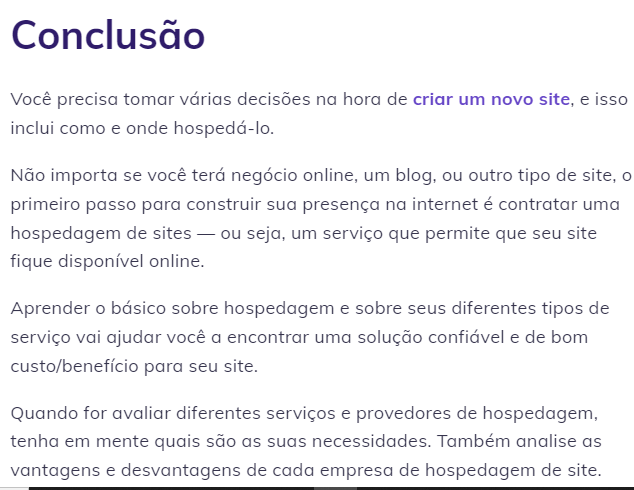 Conclusão
Você precisa tomar várias decisões na hora de criar um novo site, e isso
inclui como e onde hospedá-lo.
Não importa se você terá negócio online, um blog, ou outro tipo de site, o
primeiro passo para construir sua presença na internet é contratar uma
hospedagem de sites — ou seja, um serviço que permite que seu site
fique disponível online.
Aprender o básico sobre hospedagem e sobre seus diferentes tipos de
serviço vai ajudar você a encontrar uma solução confiável e de bom
custo/benefício para seu site.
Quando for avaliar diferentes serviços e provedores de hospedagem,
tenha em mente quais são as suas necessidades. Também analise as
vantagens e desvantagens de cada empresa de hospedagem de site.